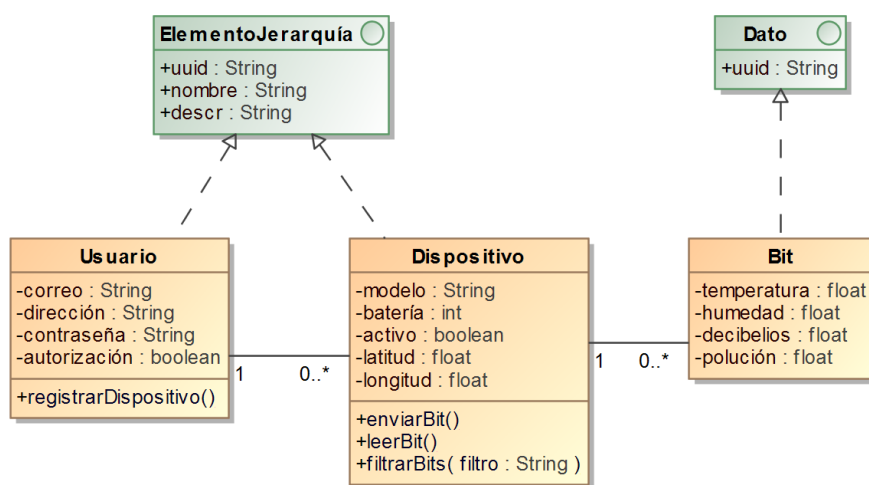 ElementoJerarquía
+uuid : String
+nombre : String
+descr : String
Dato
+uuid : String
Usuario
-correo : String
-dirección : String
-contraseña : String
-autorización : boolean
+registrarDispositivo()
1
0..*
Dispositivo
-modelo : String
-batería : int
-activo : boolean
-latitud : float
-longitud : float
+enviarBit()
+leerBit()
+filtrarBits( filtro : String )
1
0..*
Bit
-temperatura : float
-humedad : float
-decibelios : float
-polución : float